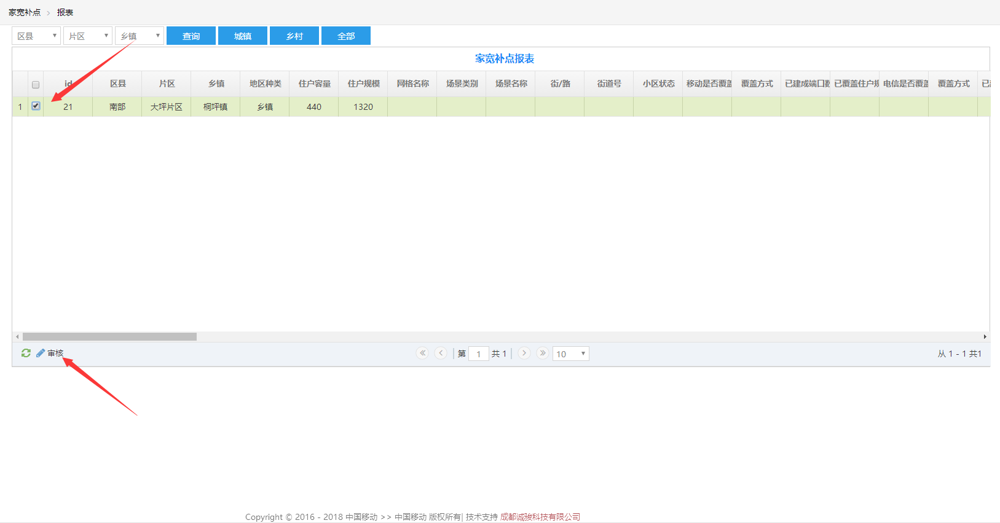 家宽补点 > 报表
区县 片区 乡镇 查询 城镇 乡村 全部
家宽补点报表
id 区县 片区 乡镇 地区种类 住户容量 住户规模 网格名称 场景类别 场景名称 街/路 街道号 小区状态 移动是否覆盖 覆盖方式 已建成端口数 已覆盖住户规 电信是否覆盖 覆盖方式 已
1 21 南部 大坪片区 桐坪镇 乡镇 440 1320
审核 第 1 共 1 10 从 1 - 1 共1
Copyright © 2016 - 2018 中国移动 >> 中国移动 版权所有| 技术支持 成都诚骏科技有限公司